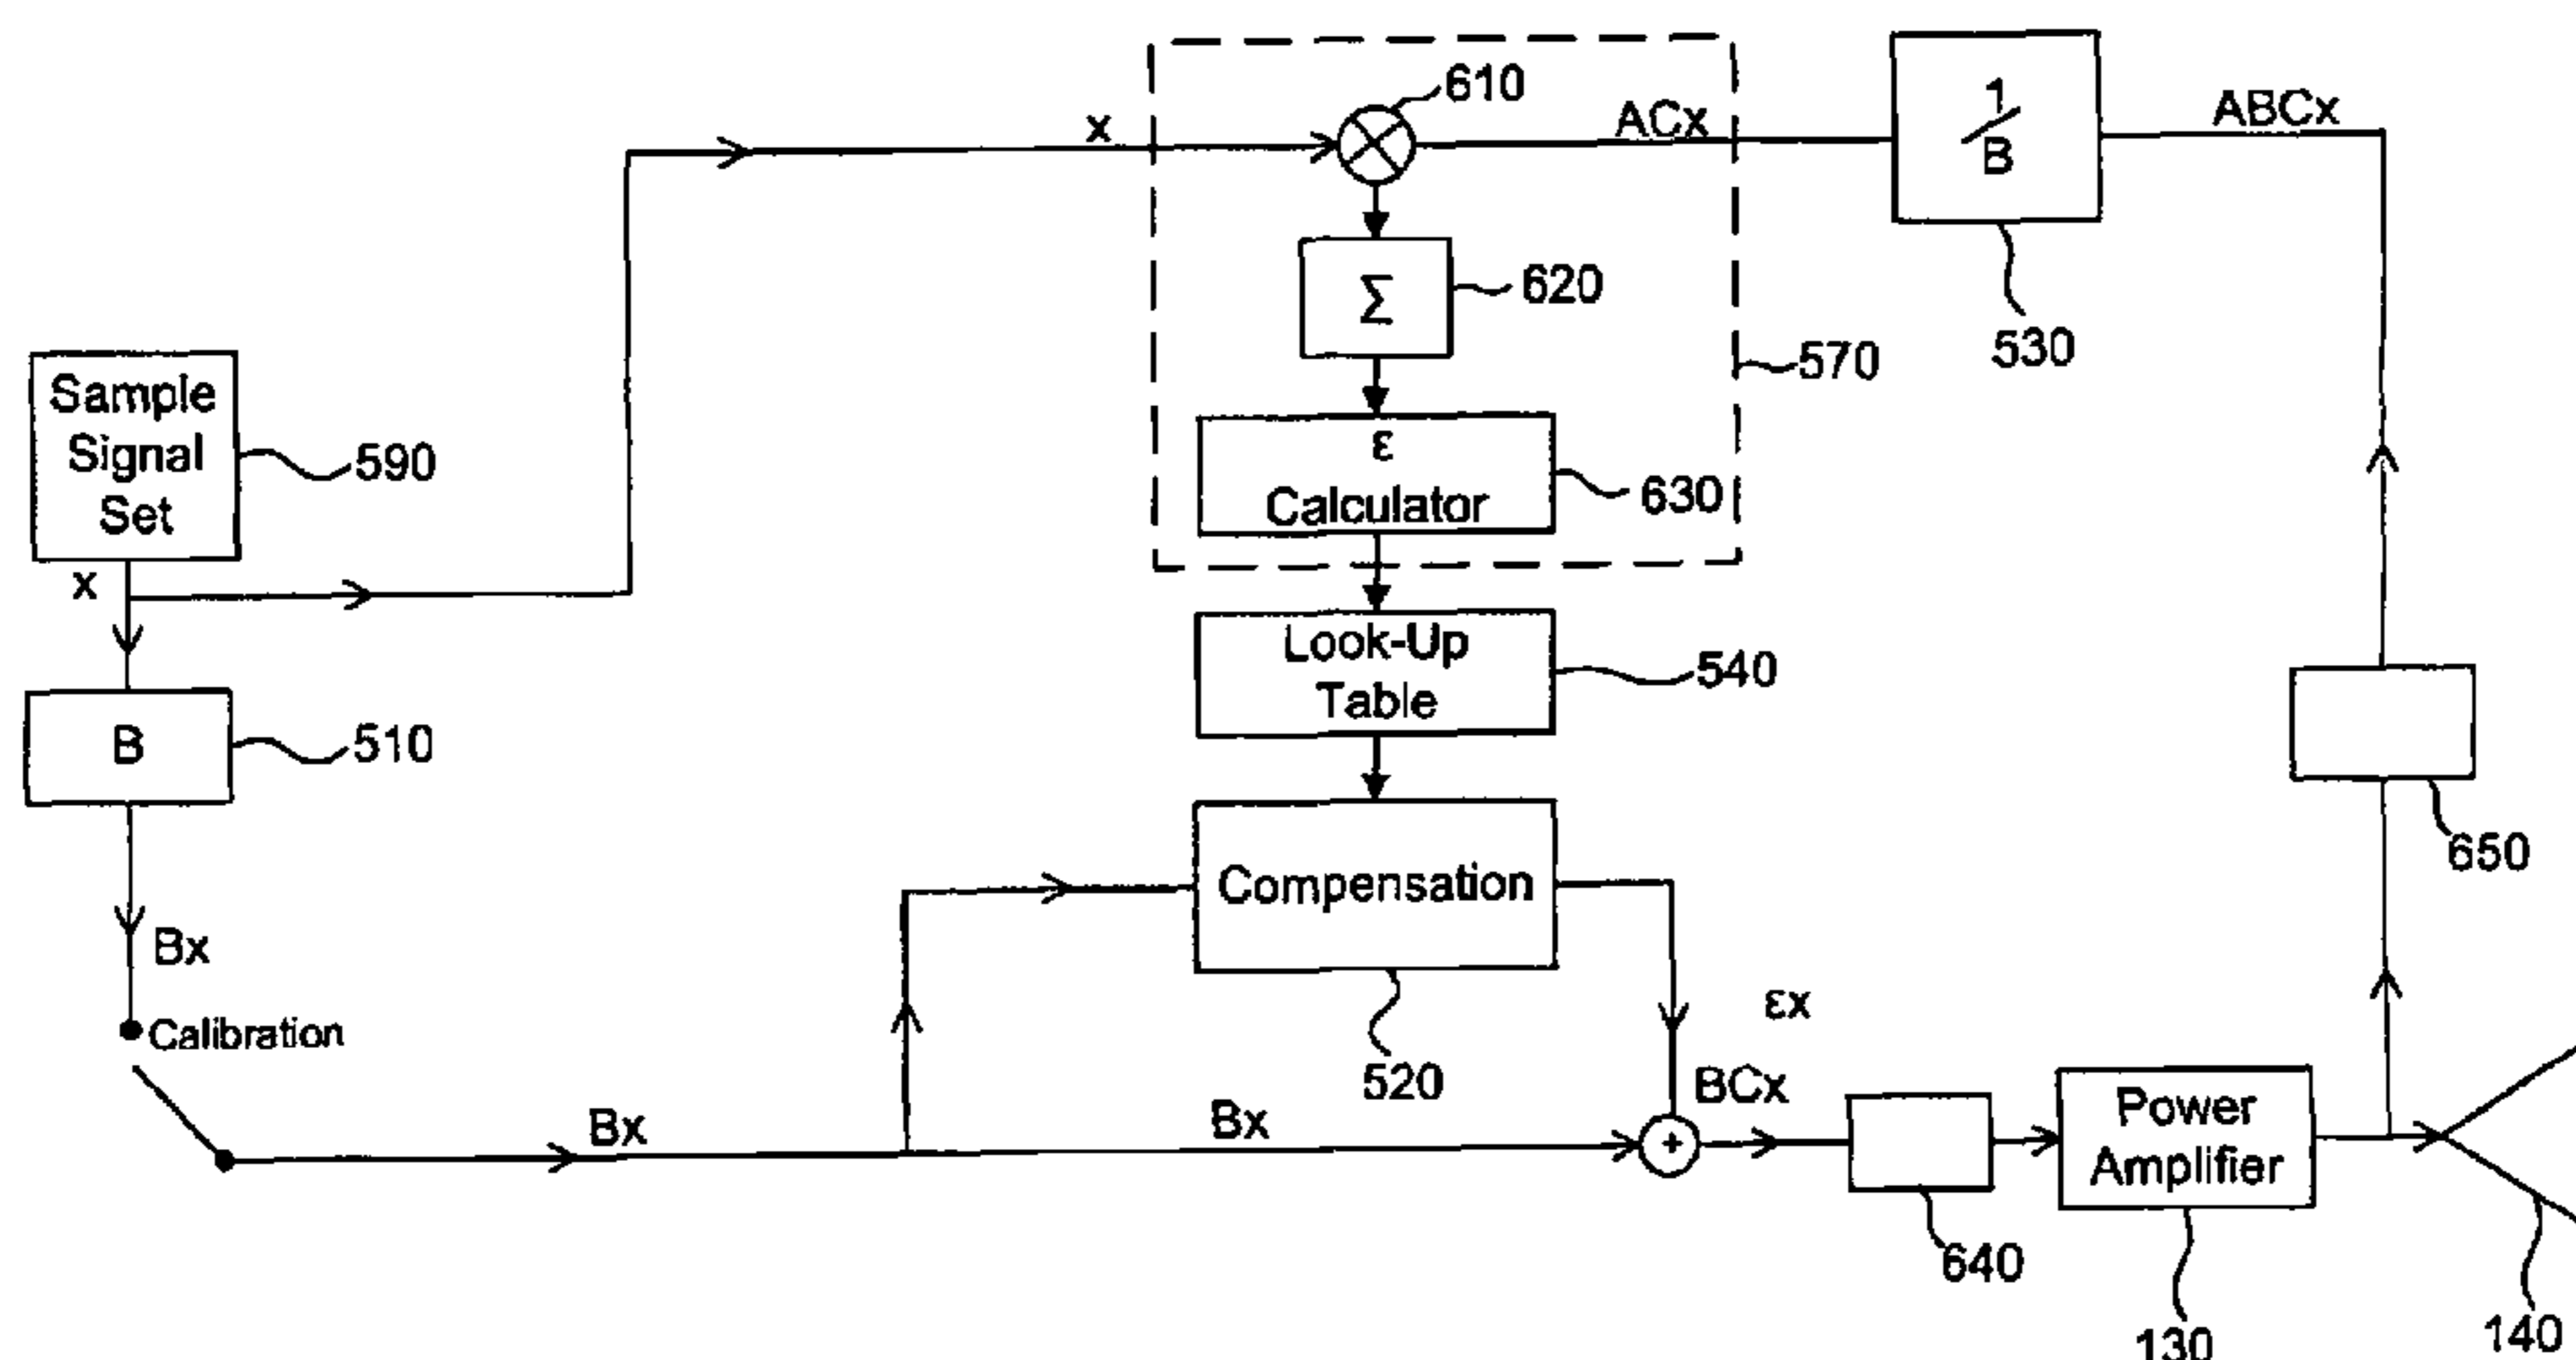 610
x
ACx
1/B
ABCx
Σ
620
570
530
Sample
Signal
Set
590
ε
Calculator
630
x
Look-Up
Table
540
B
510
650
Compensation
Bx
Calibration
εx
520
BCx
Bx
Bx
+
Power
Amplifier
640
130
140